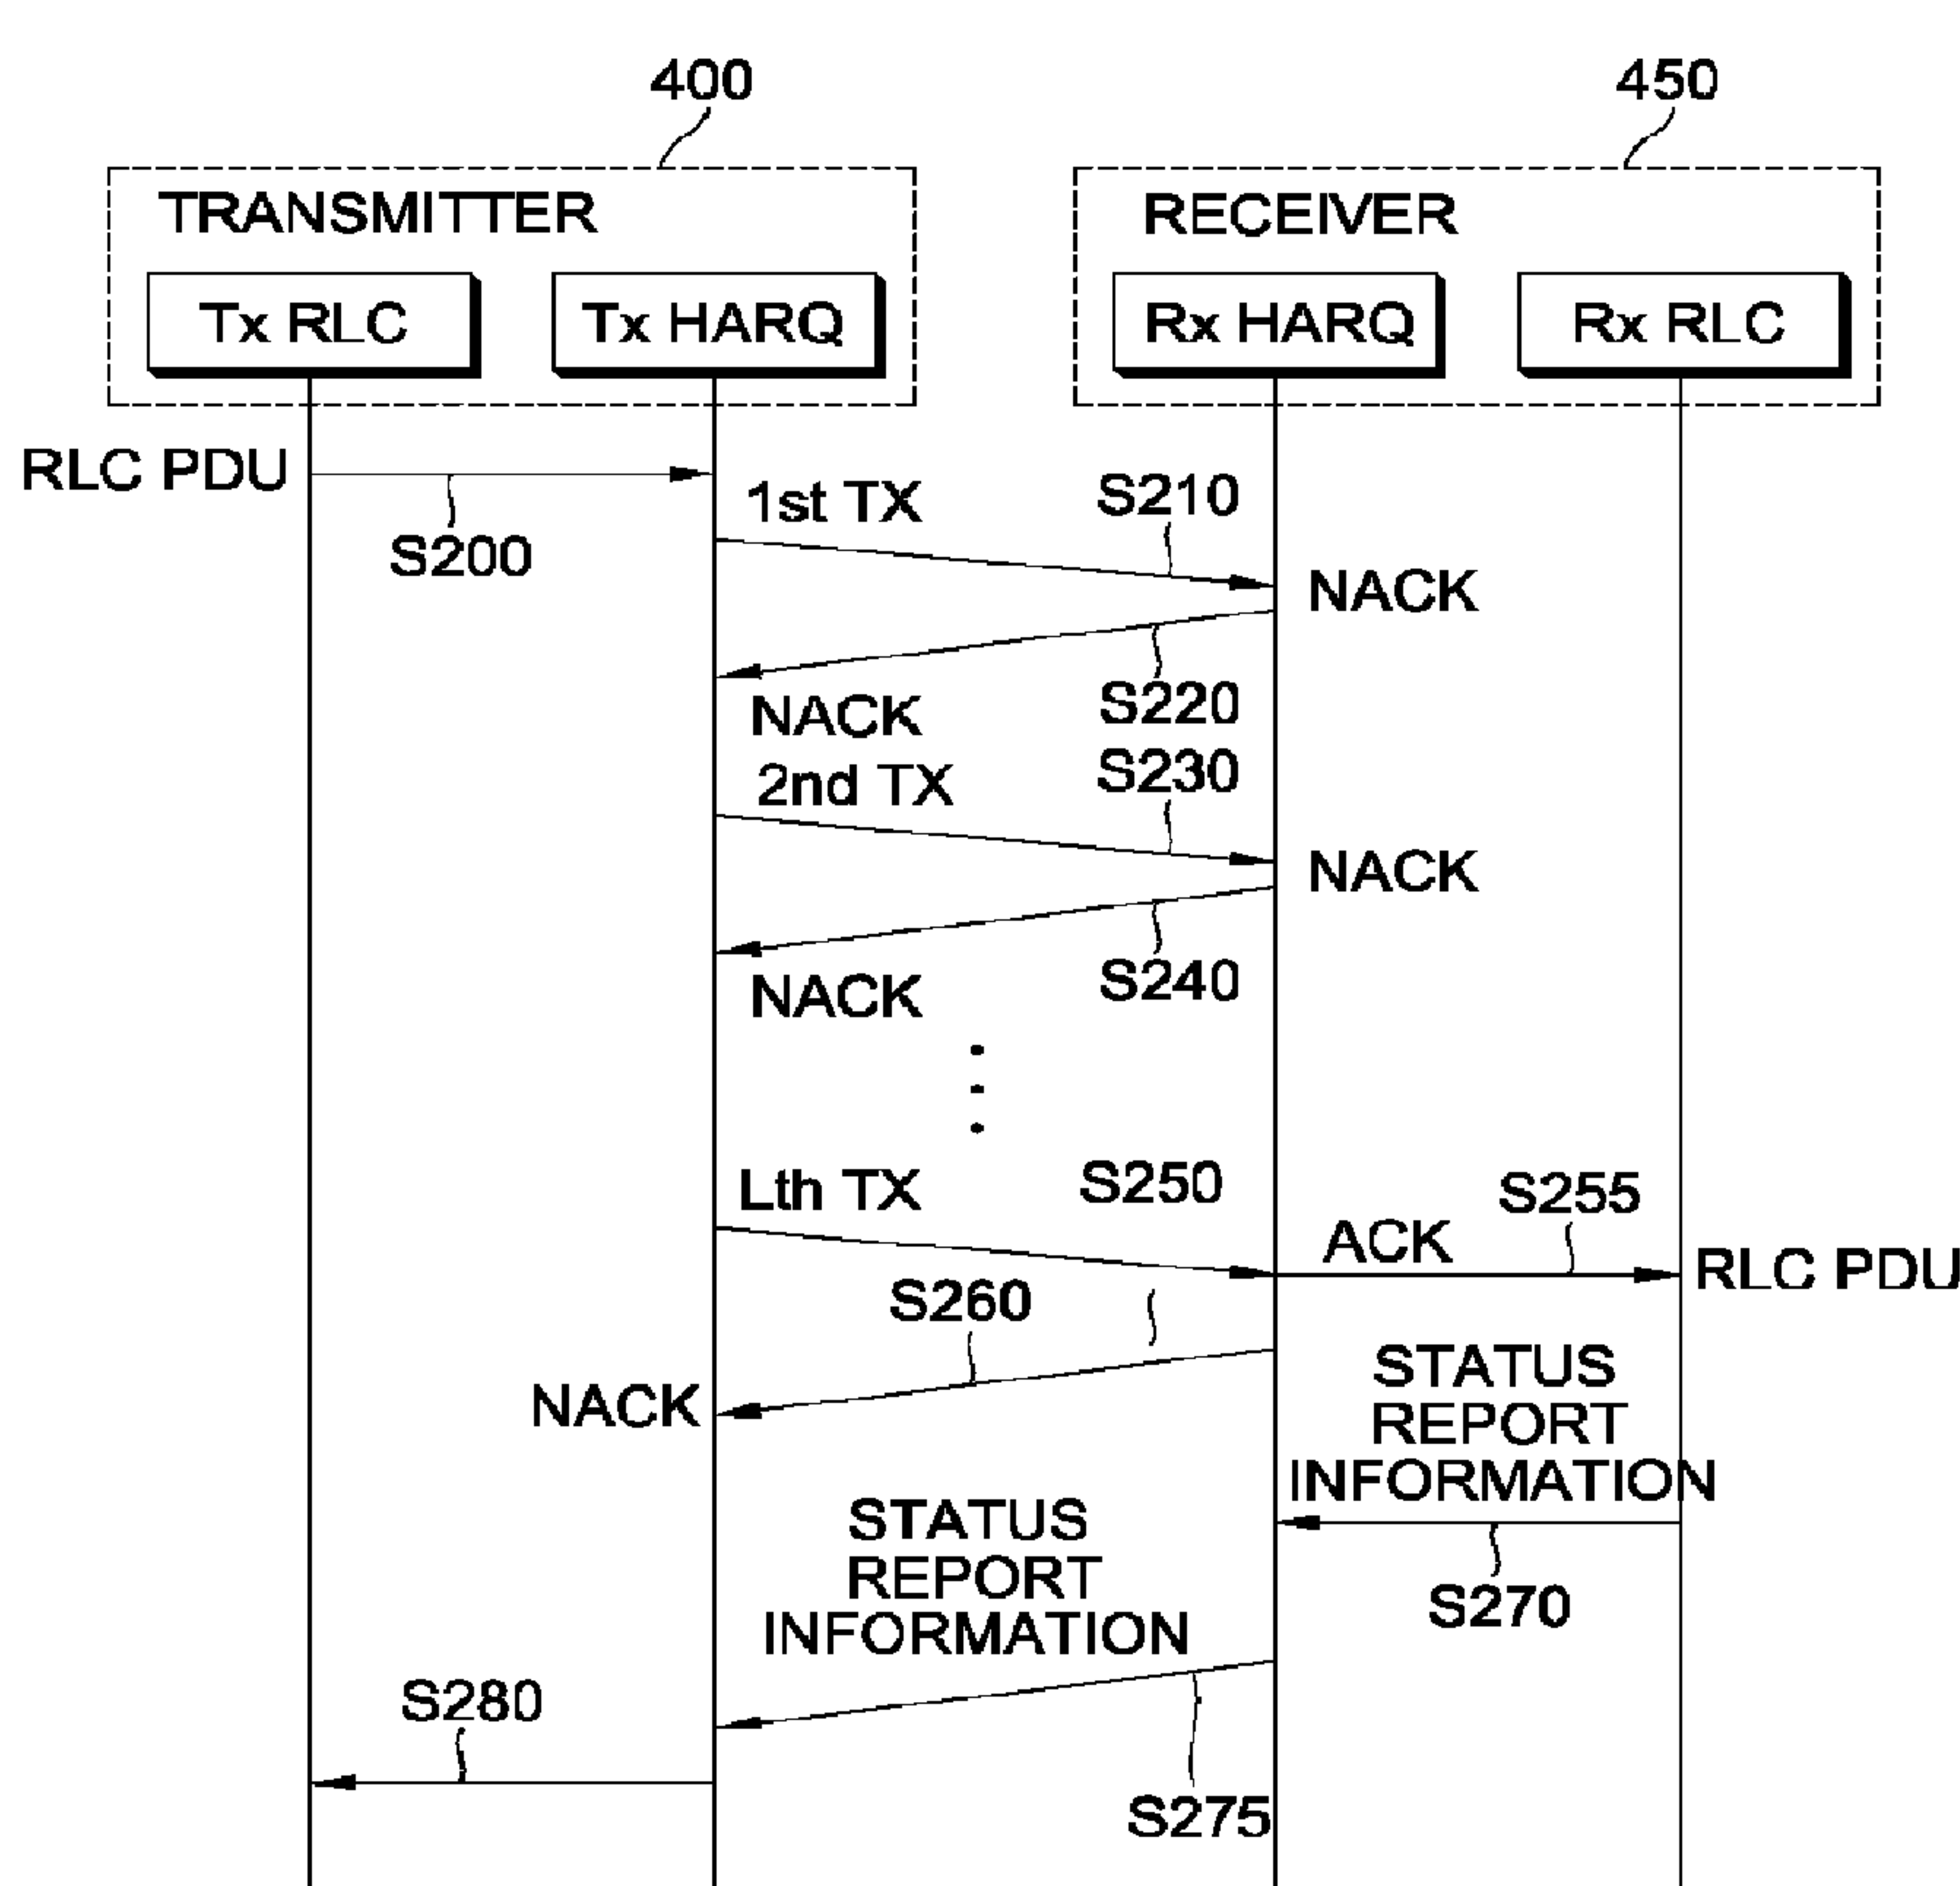 400
450
TRANSMITTER
RECEIVER
Tx RLC
Tx HARQ
Rx HARQ
Rx RLC
RLC PDU
S200
1st TX
S210
NACK
S220
NACK
2nd TX
S230
NACK
S240
NACK
Lth TX
S250
ACK
S255
RLC PDU
S260
NACK
STATUS
REPORT
INFORMATION
S270
STATUS
REPORT
INFORMATION
S275
S280